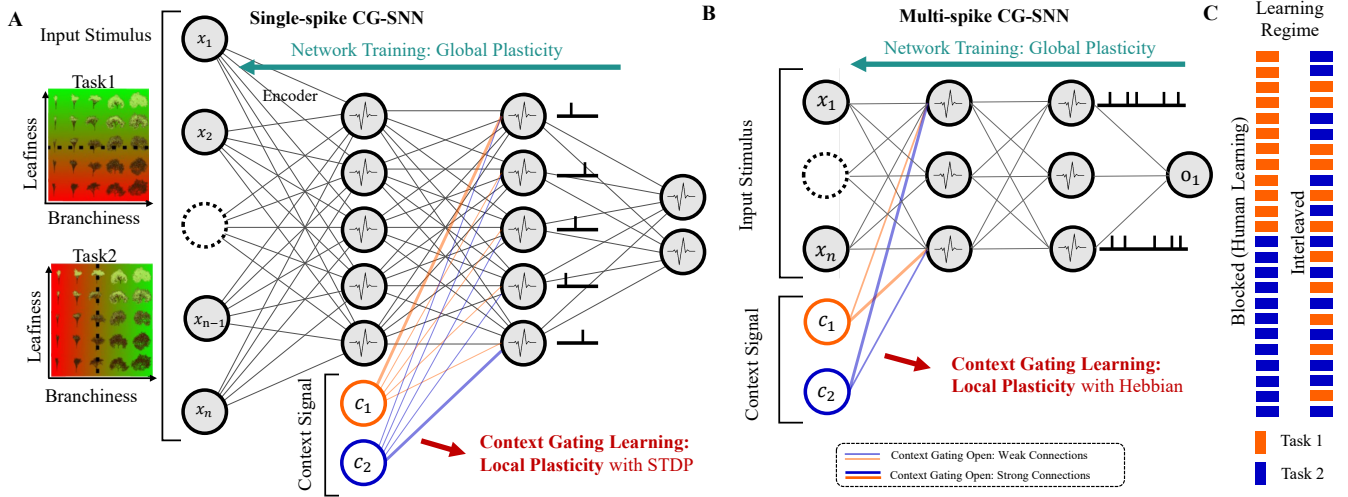 A
Single-spike CG-SNN
Input Stimulus
Network Training: Global Plasticity
Encoder
Task1
Leafiness
Branchiness
Task2
Leafiness
Branchiness
x₁
x₂
xₙ₋₁
xₙ
Context Signal
c₁
c₂
Context Gating Learning:
Local Plasticity with STDP
B
Multi-spike CG-SNN
Network Training: Global Plasticity
Input Stimulus
x₁
xₙ
o₁
Context Signal
c₁
c₂
Context Gating Learning:
Local Plasticity with Hebbian
Context Gating Open: Weak Connections
Context Gating Open: Strong Connections
C
Learning
Regime
Blocked (Human Learning)
Interleaved
Task 1
Task 2